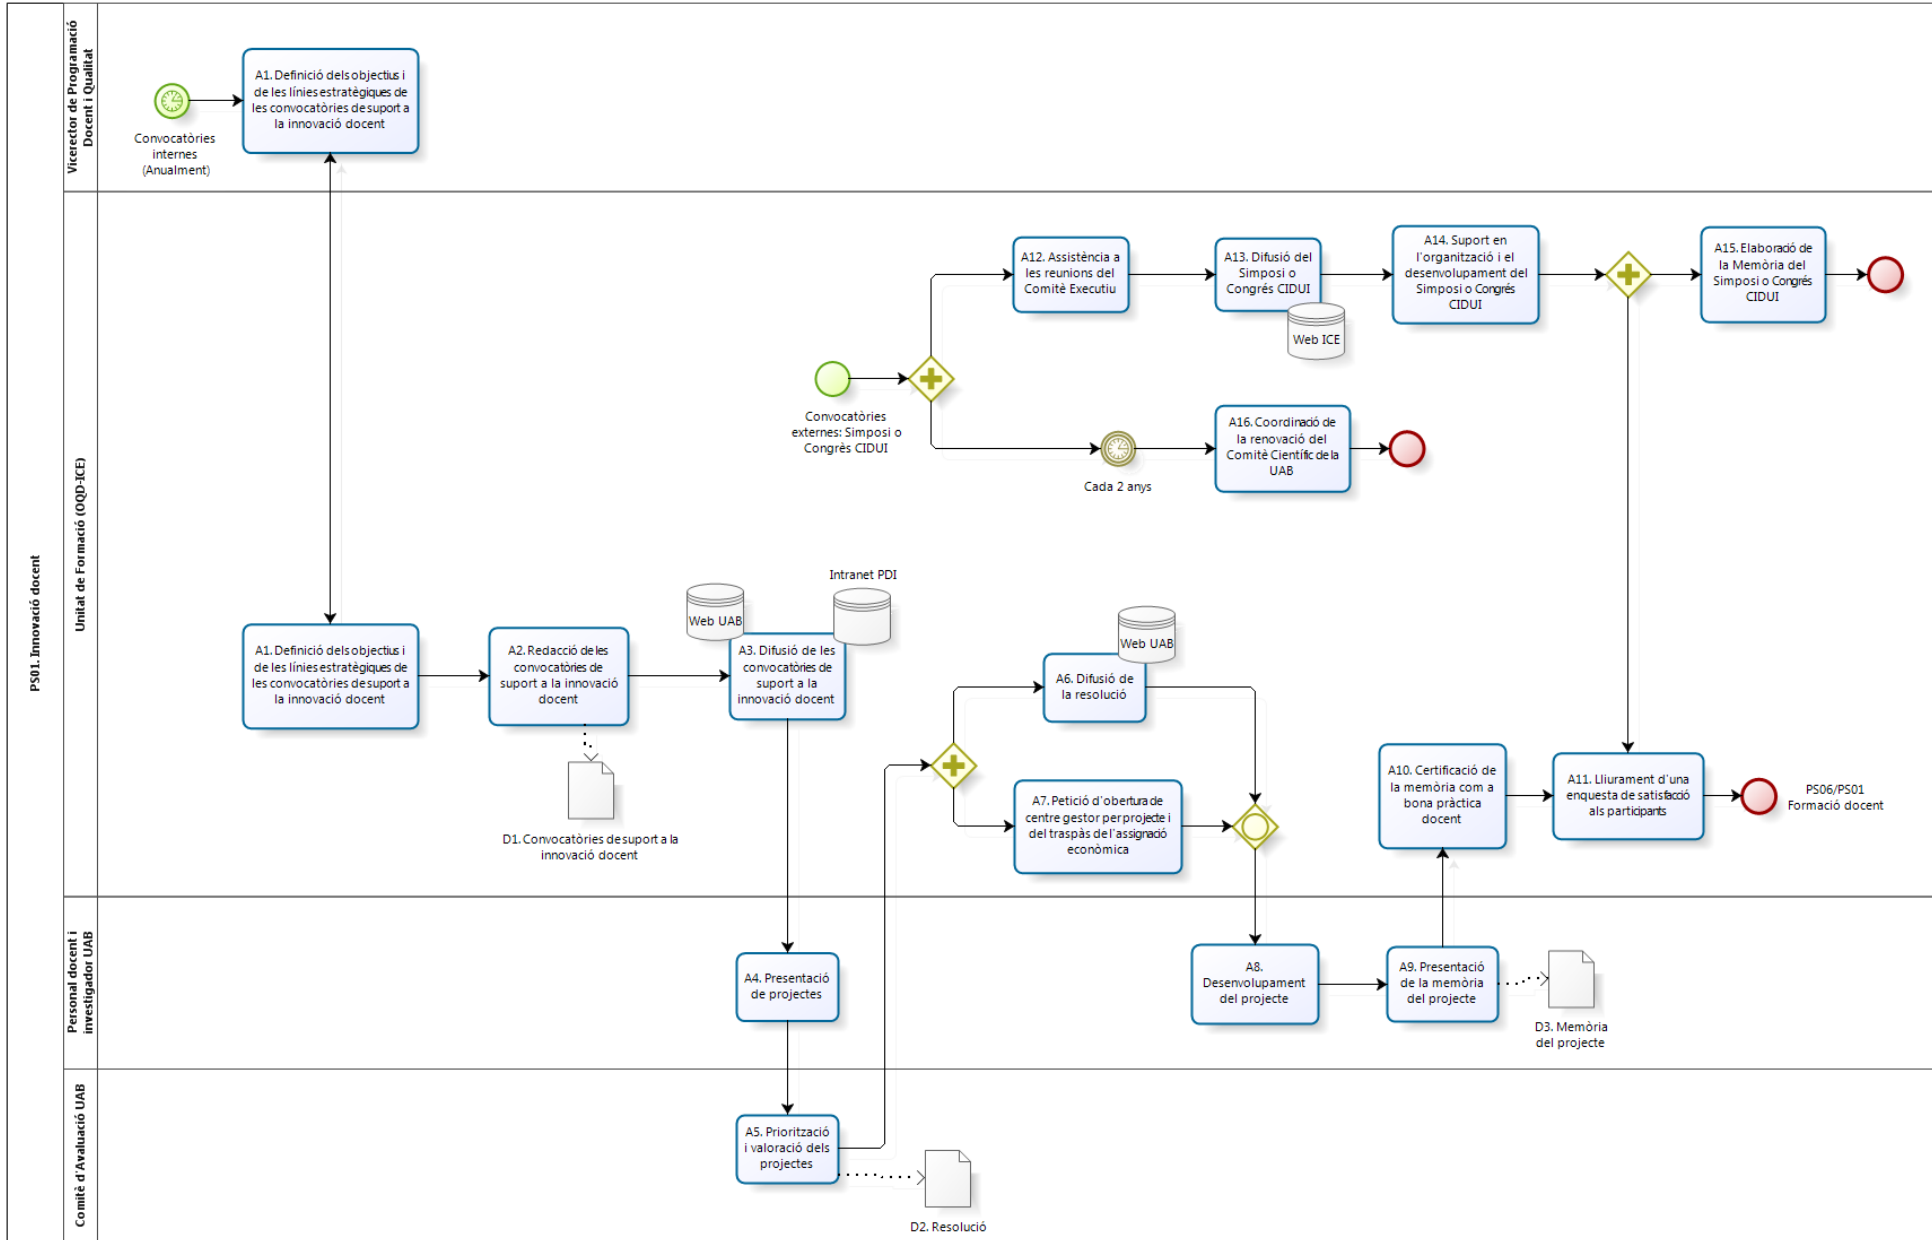 PS01. Innovació docent
Vicerector de Programació
Docent i Qualitat
Convocatòries
internes
(Anualment)
A1. Definició dels objectius i
de les línies estratègiques de
les convocatòries de suport a
la innovació docent
Unitat de Formació (OQD-ICE)
A12. Assistència a
les reunions del
Comitè Executiu
A13. Difusió del
Simposi o
Congrés CIDUI
Web ICE
A14. Suport en
l'organització i el
desenvolupament del
Simposi o Congrés
CIDUI
A15. Elaboració de
la Memòria del
Simposi o Congrés
CIDUI
Convocatòries
externes: Simposi o
Congrès CIDUI
Cada 2 anys
A16. Coordinació de
la renovació del
Comitè Científic de la
UAB
A1. Definició dels objectius i
de les línies estratègiques de
les convocatòries de suport a
la innovació docent
A2. Redacció de les
convocatòries de
suport a la innovació
docent
D1. Convocatòries de suport a la
innovació docent
Web UAB
Intranet PDI
A3. Difusió de les
convocatòries de
suport a la
innovació docent
Web UAB
A6. Difusió de
la resolució
A7. Petició d'obertura de
centre gestor per projecte i
del traspàs de l'assignació
econòmica
A10. Certificació de
la memòria com a
bona pràctica
docent
A11. Lliurament d'una
enquesta de satisfacció
als participants
PS06/PS01
Formació docent
Personal docent i
investigador UAB
A4. Presentació
de projectes
A8.
Desenvolupament
del projecte
A9. Presentació
de la memòria
del projecte
D3. Memòria
del projecte
Comitè d'Avaluació UAB
A5. Priorització
i valoració dels
projectes
D2. Resolució